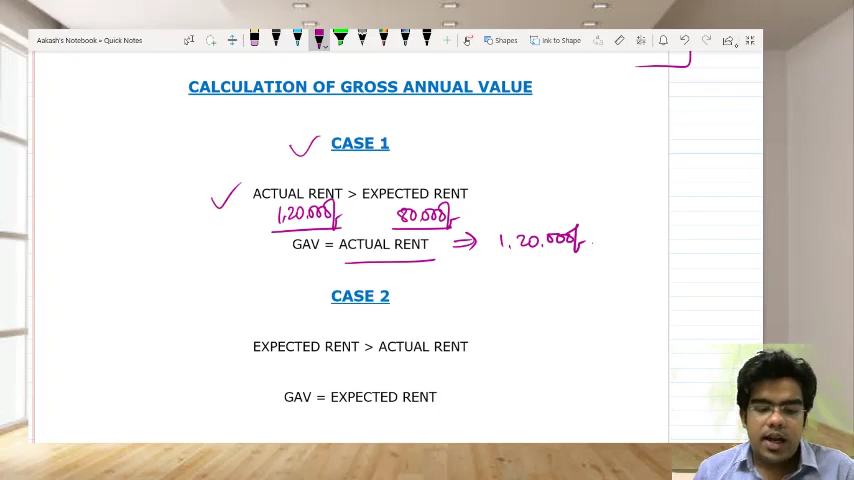 Aakash's Notebook » Quick Notes
Shapes
Ink to Shape
CALCULATION OF GROSS ANNUAL VALUE
CASE 1
ACTUAL RENT > EXPECTED RENT
1,20,000/- 80,000/-
GAV = ACTUAL RENT ⇒ 1,20,000/-
CASE 2
EXPECTED RENT > ACTUAL RENT
GAV = EXPECTED RENT